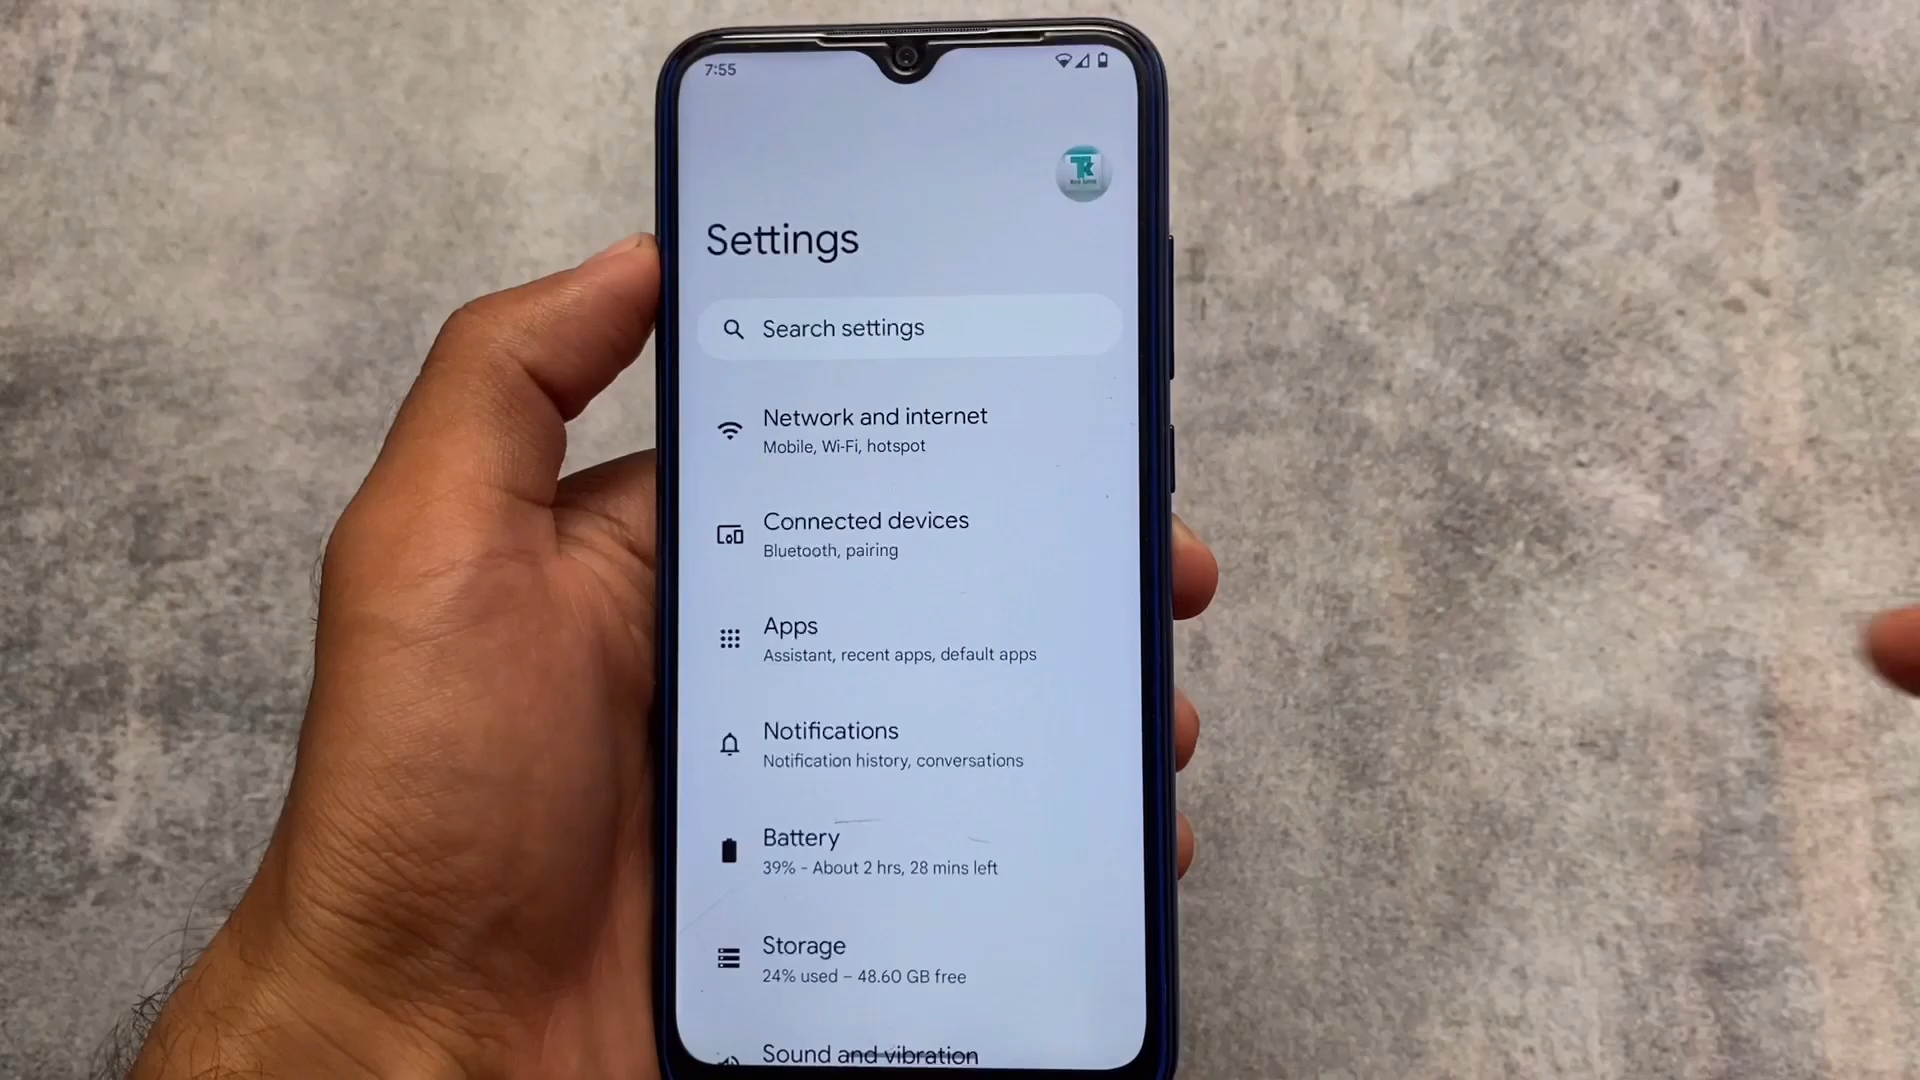 7:55
TK
Settings
Search settings
Network and internet
Mobile, Wi-Fi, hotspot
Connected devices
Bluetooth, pairing
Apps
Assistant, recent apps, default apps
Notifications
Notification history, conversations
Battery
39% - About 2 hrs, 28 mins left
Storage
24% used – 48.60 GB free
Sound and vibration